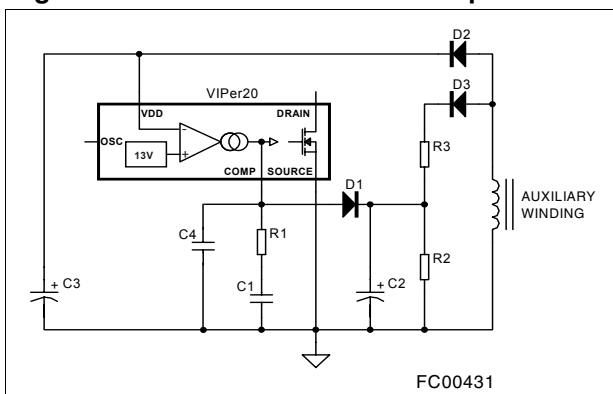 D2
D3
VIPer20
VDD
DRAIN
OSC
-
13V
+
COMP SOURCE
R3
D1
AUXILIARY
WINDING
C4
R1
R2
+ C3
C1
+ C2
FC00431